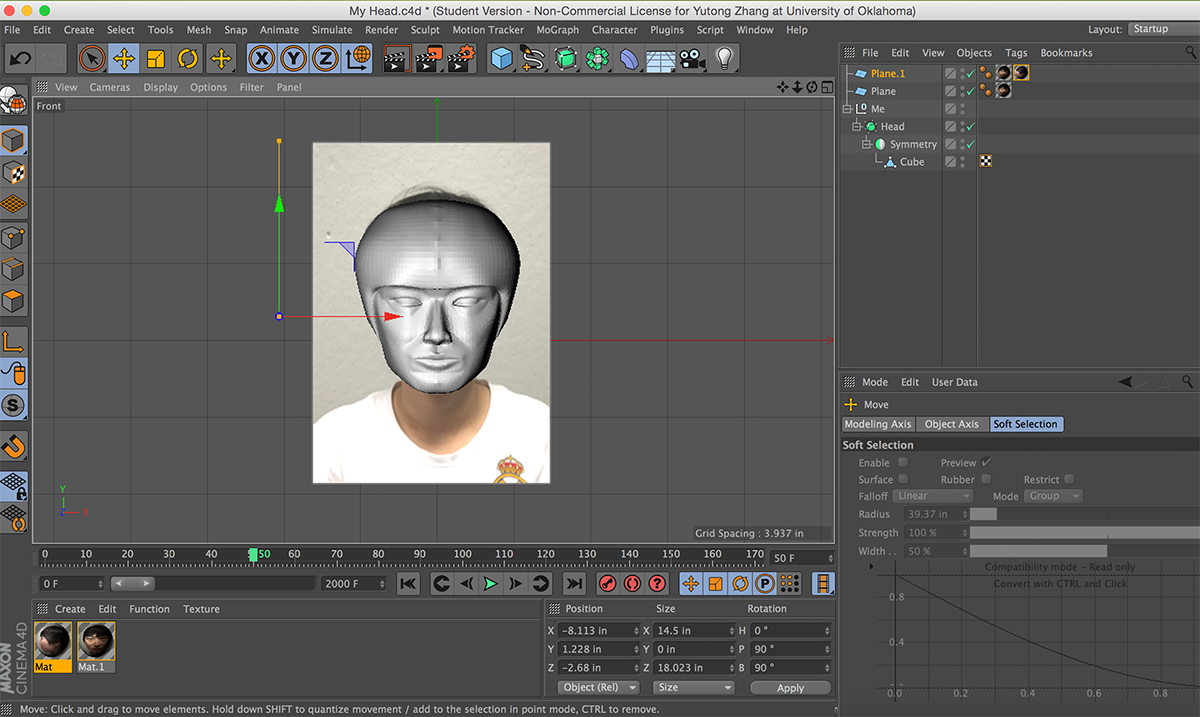 My Head.c4d * (Student Version - Non-Commercial License for Yutong Zhang at University of Oklahoma)
File Edit Create Select Tools Mesh Snap Animate Simulate Render Sculpt Motion Tracker MoGraph Character Plugins Script Window Help Layout: Startup
X Y Z
File Edit View Objects Tags Bookmarks
View Cameras Display Options Filter Panel
Front
Plane.1
Plane
Me
Head
Symmetry
Cube
Mode Edit User Data
Move
Modeling Axis Object Axis Soft Selection
Soft Selection
Enable Preview
Surface Rubber Restrict
Falloff Linear Mode Group
Radius 39.37 in
Strength 100 %
Width . . 50 %
Compatibility mode - Read only
Convert with CTRL and Click
0.8
0.4
0.0 0.2 0.4 0.6 0.8
S
Y
Z X
Grid Spacing : 3.937 in
0 10 20 30 40 50 60 70 80 90 100 110 120 130 140 150 160 170 50 F
0 F 2000 F
P
Create Edit Function Texture
Mat Mat.1
MAXON
CINEMA4D
Position Size Rotation
X -8.113 in X 14.5 in H 0 °
Y 1.228 in Y 0 in P 90 °
Z -2.68 in Z 18.023 in B 90 °
Object (Rel) Size Apply
Move: Click and drag to move elements. Hold down SHIFT to quantize movement / add to the selection in point mode, CTRL to remove.